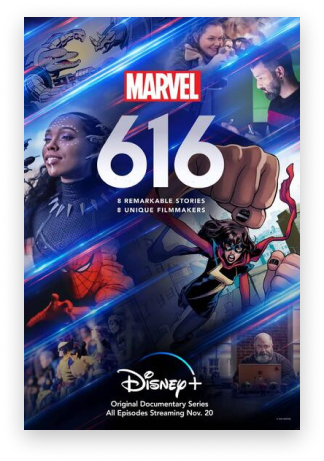 MARVEL
616
8 REMARKABLE STORIES
8 UNIQUE FILMMAKERS
Disney+
Original Documentary Series
All Episodes Streaming Nov. 20